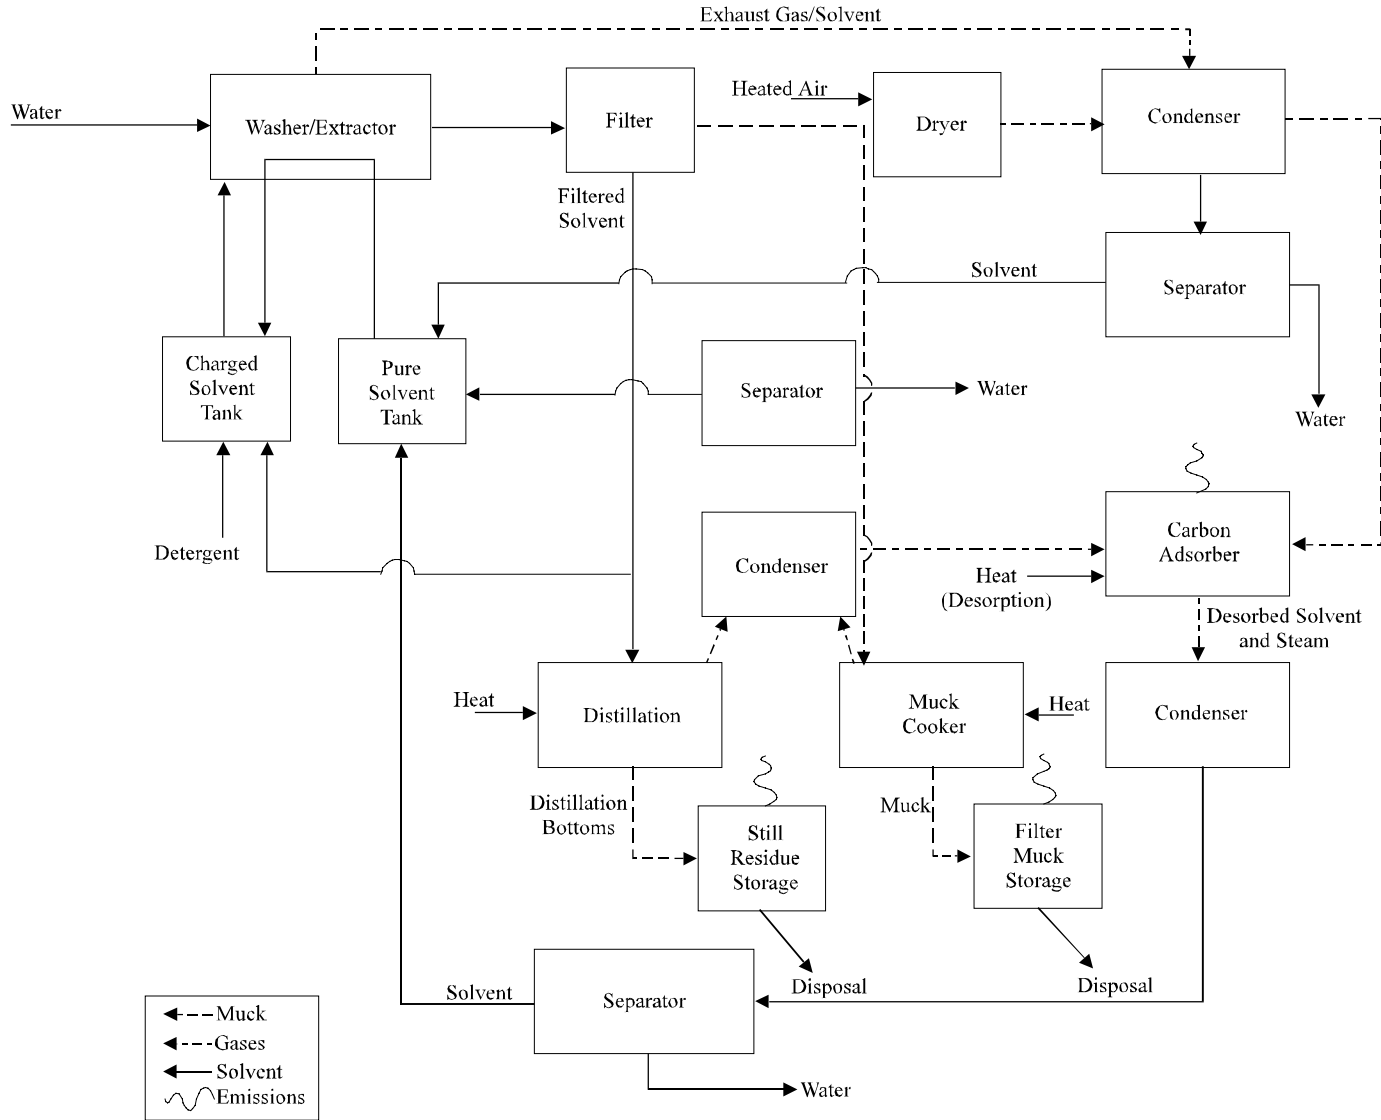 Exhaust Gas/Solvent
Water
Washer/Extractor
Filter
Heated Air
Dryer
Condenser
Filtered
Solvent
Solvent
Separator
Charged
Solvent
Tank
Pure
Solvent
Tank
Separator
Water
Water
Detergent
Condenser
Carbon
Adsorber
Heat
(Desorption)
Desorbed Solvent
and Steam
Heat
Distillation
Muck
Cooker
Heat
Condenser
Distillation
Bottoms
Still
Residue
Storage
Muck
Filter
Muck
Storage
Disposal
Disposal
Solvent
Separator
Water
Muck
Gases
Solvent
Emissions